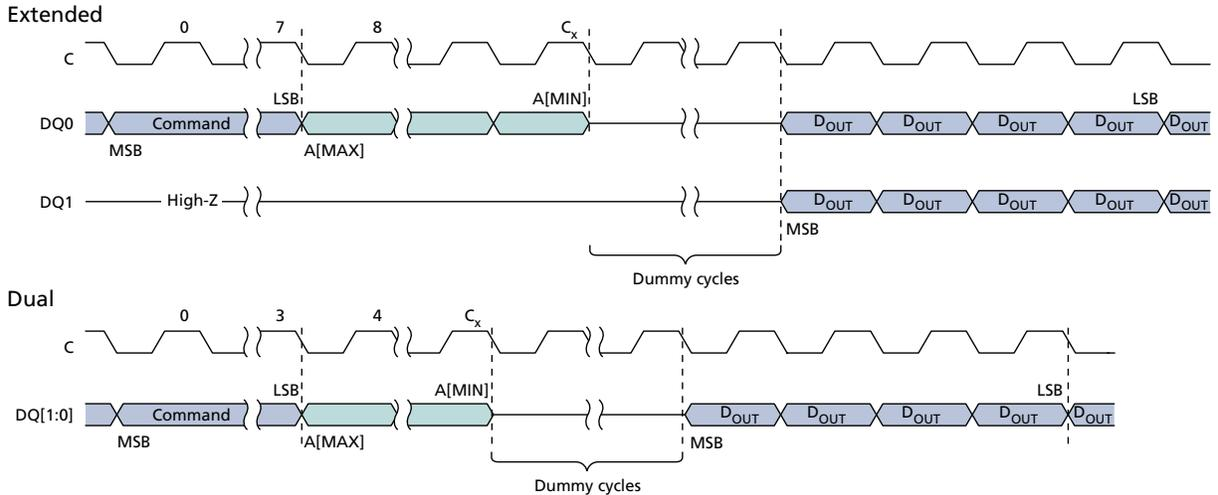 Extended
0 7 8 Cx
C
LSB A[MIN]
DQ0 Command DOUT DOUT DOUT DOUT DOUT
LSB
MSB A[MAX]
DQ1 High-Z DOUT DOUT DOUT DOUT DOUT
MSB
Dummy cycles
Dual
0 3 4 Cx
C
LSB A[MIN] LSB
DQ[1:0] Command DOUT DOUT DOUT DOUT DOUT
MSB A[MAX] MSB
Dummy cycles